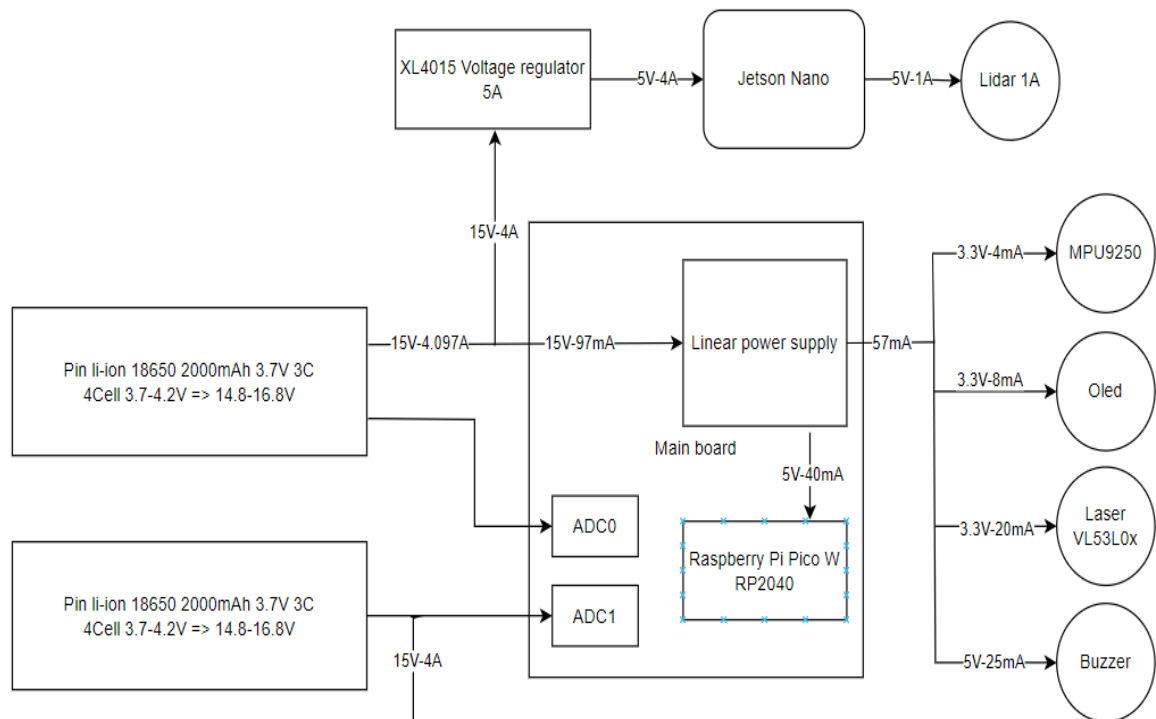 XL4015 Voltage regulator
5A
5V-4A
Jetson Nano
5V-1A
Lidar 1A
15V-4A
Pin li-ion 18650 2000mAh 3.7V 3C
4Cell 3.7-4.2V => 14.8-16.8V
15V-4.097A
15V-97mA
Linear power supply
57mA
3.3V-4mA
MPU9250
3.3V-8mA
Oled
Main board
5V-40mA
ADC0
Raspberry Pi Pico W
RP2040
3.3V-20mA
Laser
VL53L0x
Pin li-ion 18650 2000mAh 3.7V 3C
4Cell 3.7-4.2V => 14.8-16.8V
ADC1
15V-4A
5V-25mA
Buzzer